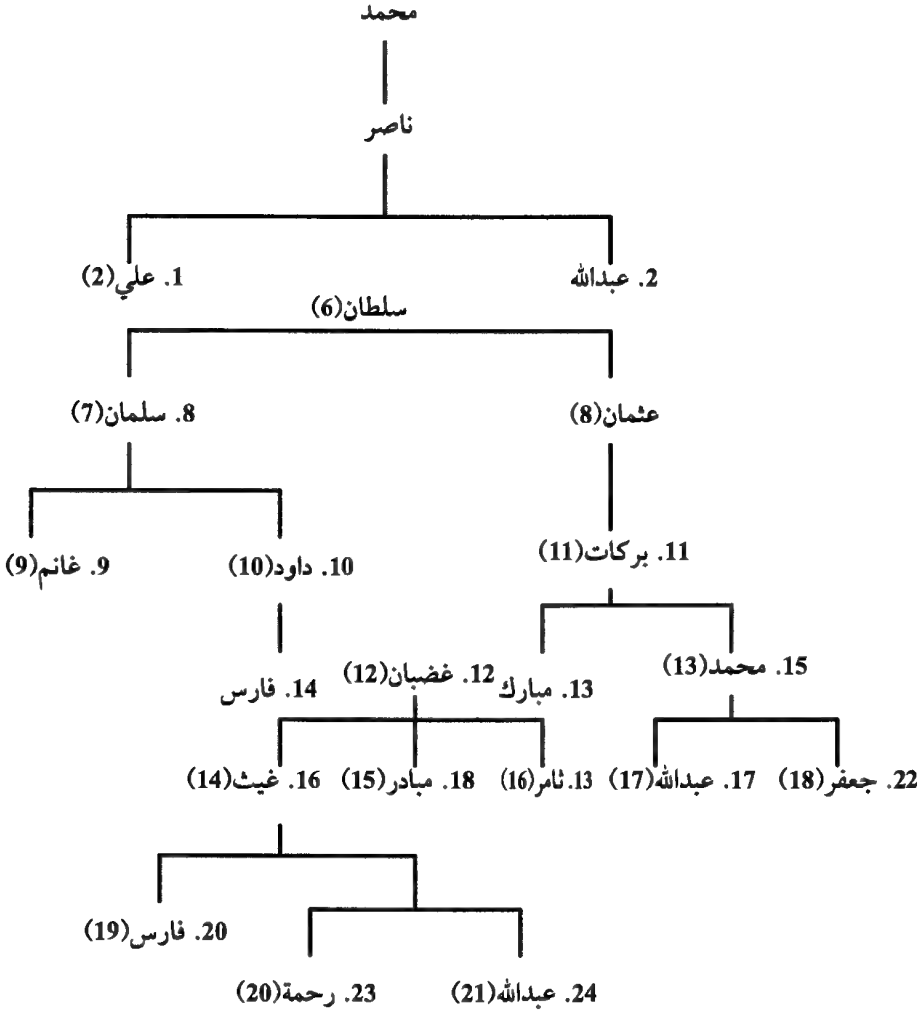 محمد
ناصر
2. عبدالله
1. علي(2)
سلطان(6)
عثمان(8)
8. سلمان(7)
11. بركات(11)
10. داود(10)
9. غانم(9)
15. محمد(13)
13. مبارك
12. غضبان(12)
14. فارس
22. جعفر(18)
17. عبدالله(17)
13. ثامر(16)
18. مبادر(15)
16. غيث(14)
20. فارس(19)
24. عبدالله(21)
23. رحمة(20)